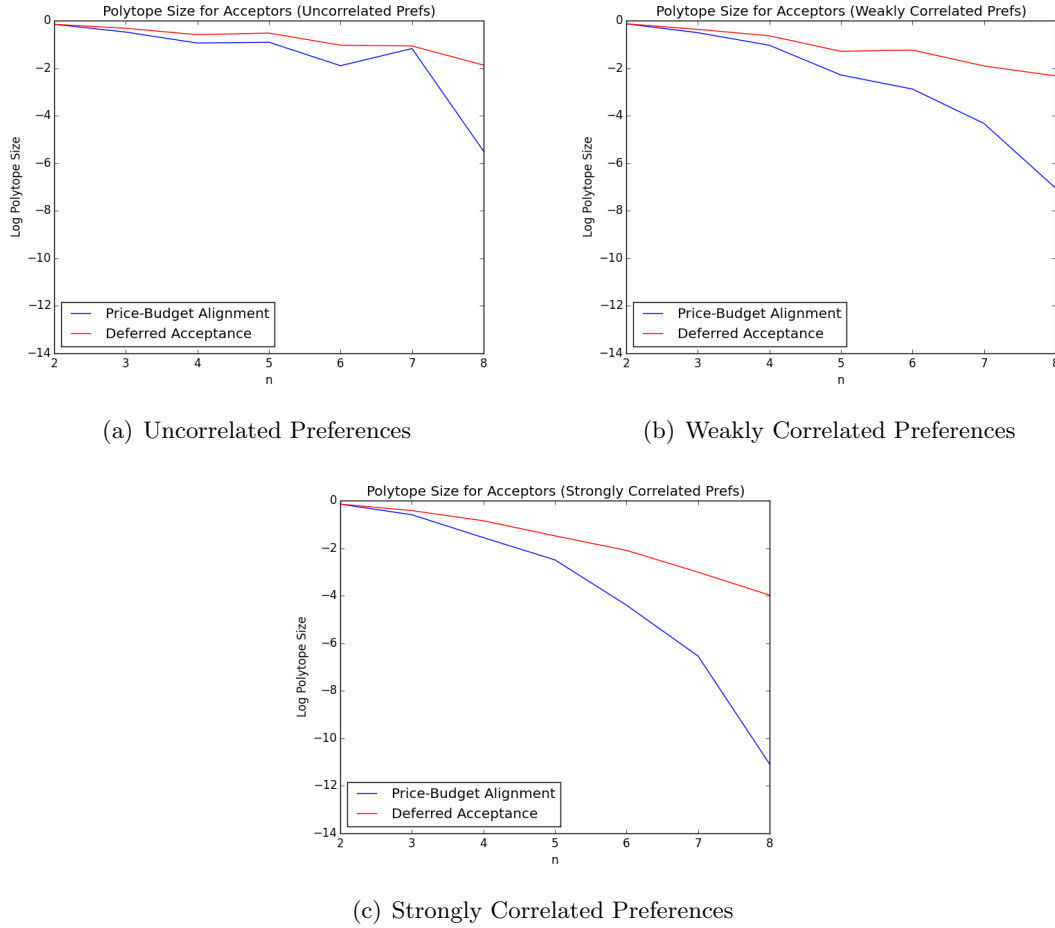 Polytope Size for Acceptors (Uncorrelated Prefs)
0
−2
−4
−6
−8
−10
−12
−14
Log Polytope Size
Price-Budget Alignment
Deferred Acceptance
2 3 4 5 6 7 8
n
(a) Uncorrelated Preferences
Polytope Size for Acceptors (Weakly Correlated Prefs)
0
−2
−4
−6
−8
−10
−12
−14
Log Polytope Size
Price-Budget Alignment
Deferred Acceptance
2 3 4 5 6 7 8
n
(b) Weakly Correlated Preferences
Polytope Size for Acceptors (Strongly Correlated Prefs)
0
−2
−4
−6
−8
−10
−12
−14
Log Polytope Size
Price-Budget Alignment
Deferred Acceptance
2 3 4 5 6 7 8
n
(c) Strongly Correlated Preferences